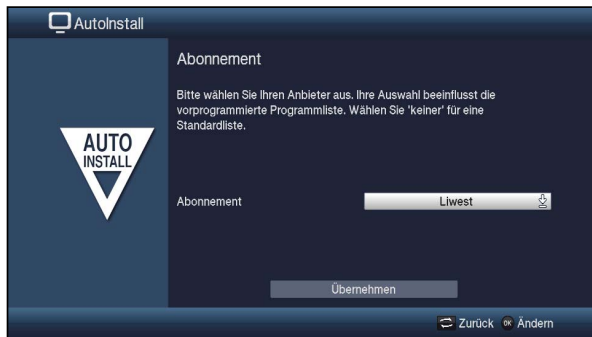 AutoInstall
Abonnement
Bitte wählen Sie Ihren Anbieter aus. Ihre Auswahl beeinflusst die
vorprogrammierte Programmliste. Wählen Sie 'keiner' für eine
Standardliste.
AUTO
INSTALL
Abonnement
Liwest
Übernehmen
Zurück
OK
Ändern